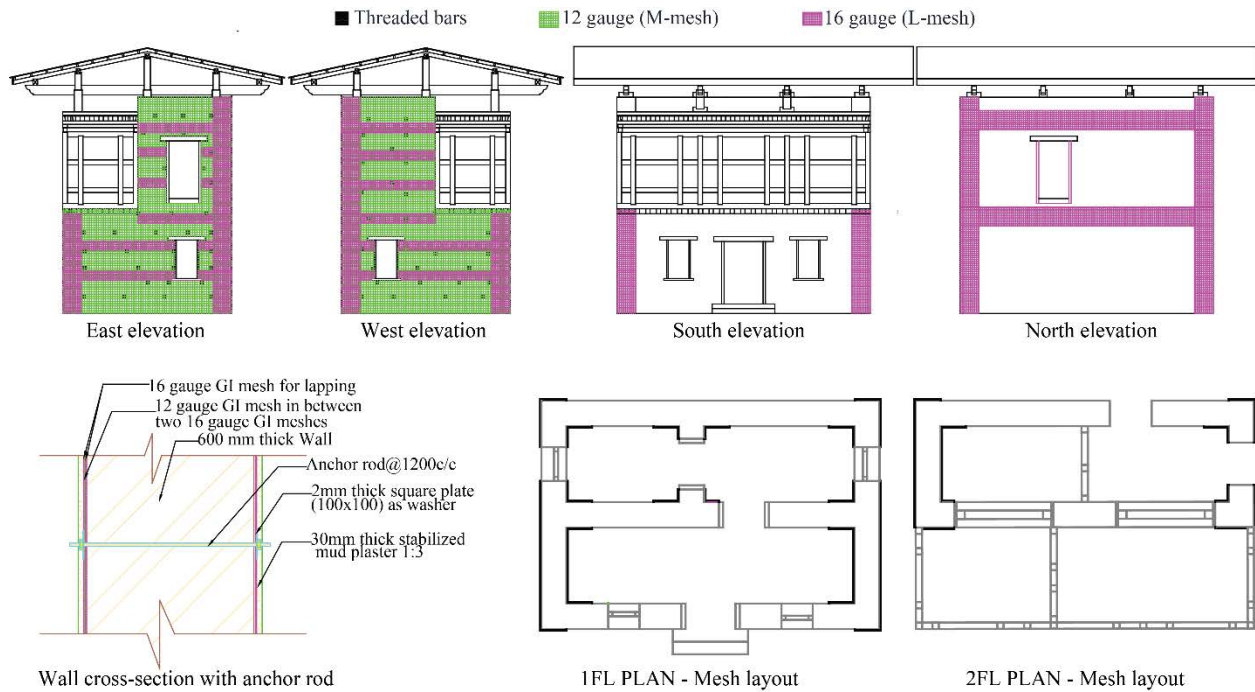 Threaded bars
12 gauge (M-mesh)
16 gauge (L-mesh)
East elevation
West elevation
South elevation
North elevation
16 gauge GI mesh for lapping
12 gauge GI mesh in between
two 16 gauge GI meshes
600 mm thick Wall
Anchor rod@1200c/c
2mm thick square plate
(100x100) as washer
30mm thick stabilized
mud plaster 1:3
Wall cross-section with anchor rod
1FL PLAN - Mesh layout
2FL PLAN - Mesh layout